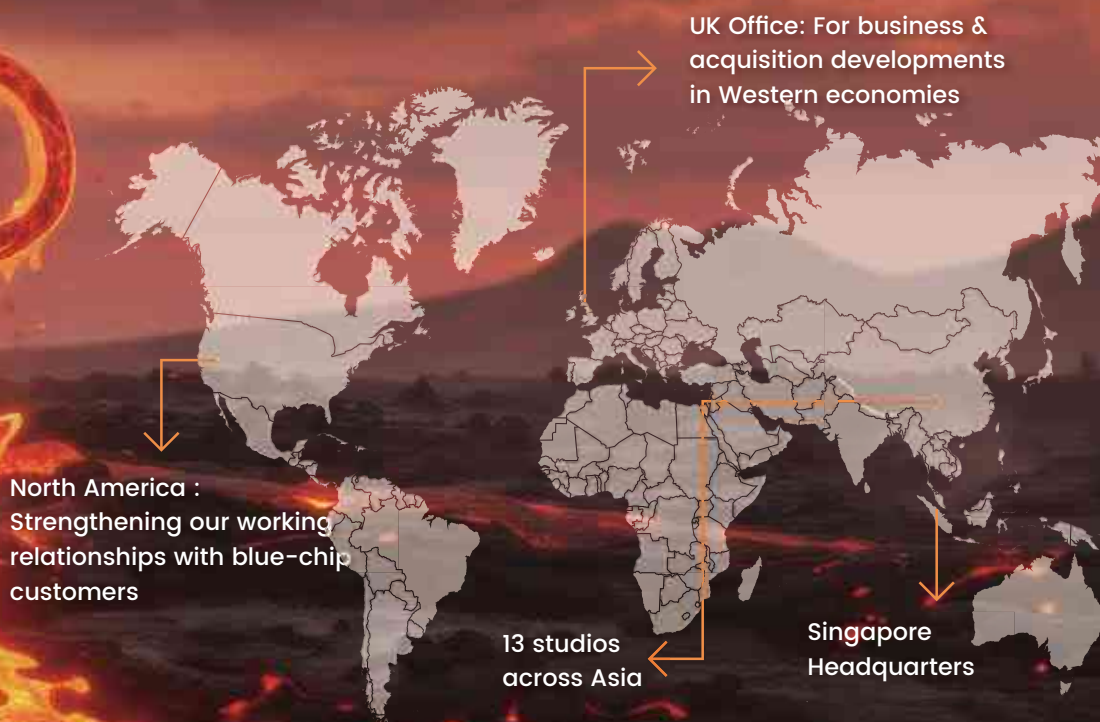 UK Office: For business &
acquisition developments
in Western economies
North America :
Strengthening our working
relationships with blue-chip
customers
13 studios
across Asia
Singapore
Headquarters